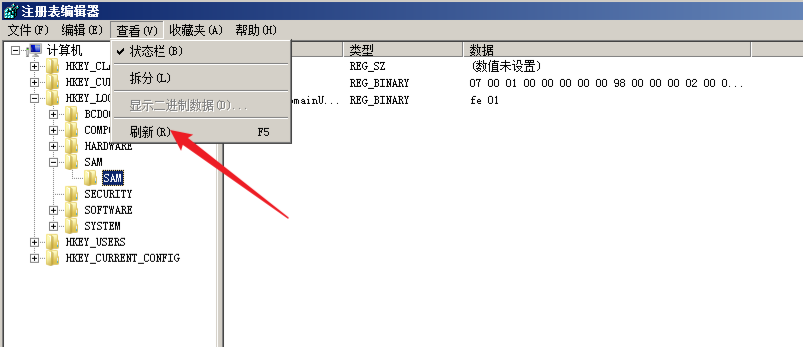 注册表编辑器
文件(F) 编辑(E) 查看(V) 收藏夹(A) 帮助(H)
计算机
HKEY_CL
HKEY_CU
HKEY_LOC
BCDOO
COMPO
HARDWARE
SAM
SAM
SECURITY
SOFTWARE
SYSTEM
HKEY_USERS
HKEY_CURRENT_CONFIG
状态栏(B)
拆分(L)
显示二进制数据(D)...
刷新(R) F5
类型 数据
REG_SZ (数值未设置)
REG_BINARY 07 00 01 00 00 00 00 00 98 00 00 00 02 00 0...
omainU... REG_BINARY fe 01